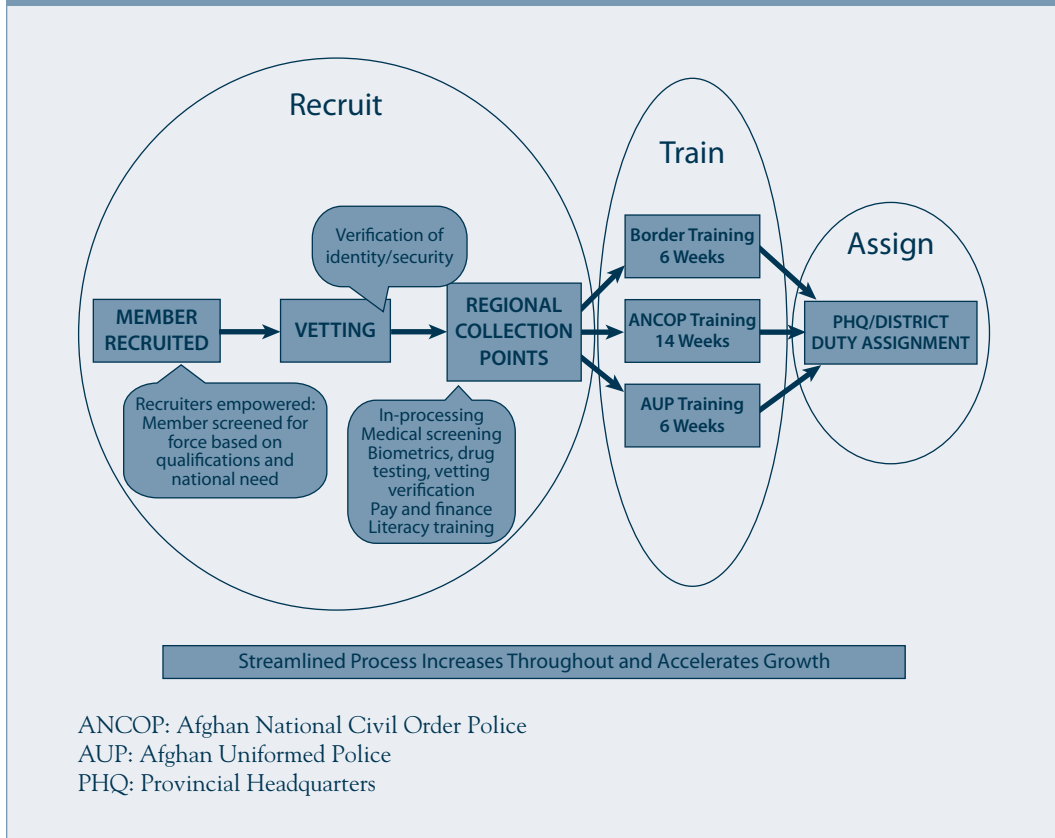 Recruit
Verification of
identity/security
MEMBER
RECRUITED
VETTING
REGIONAL
COLLECTION
POINTS
Recruiters empowered:
Member screened for
force based on
qualifications and
national need
In-processing
Medical screening
Biometrics, drug
testing, vetting
verification
Pay and finance
Literacy training
Train
Border Training
6 Weeks
ANCOP Training
14 Weeks
AUP Training
6 Weeks
Assign
PHQ/DISTRICT
DUTY ASSIGNMENT
Streamlined Process Increases Throughout and Accelerates Growth
ANCOP: Afghan National Civil Order Police
AUP: Afghan Uniformed Police
PHQ: Provincial Headquarters